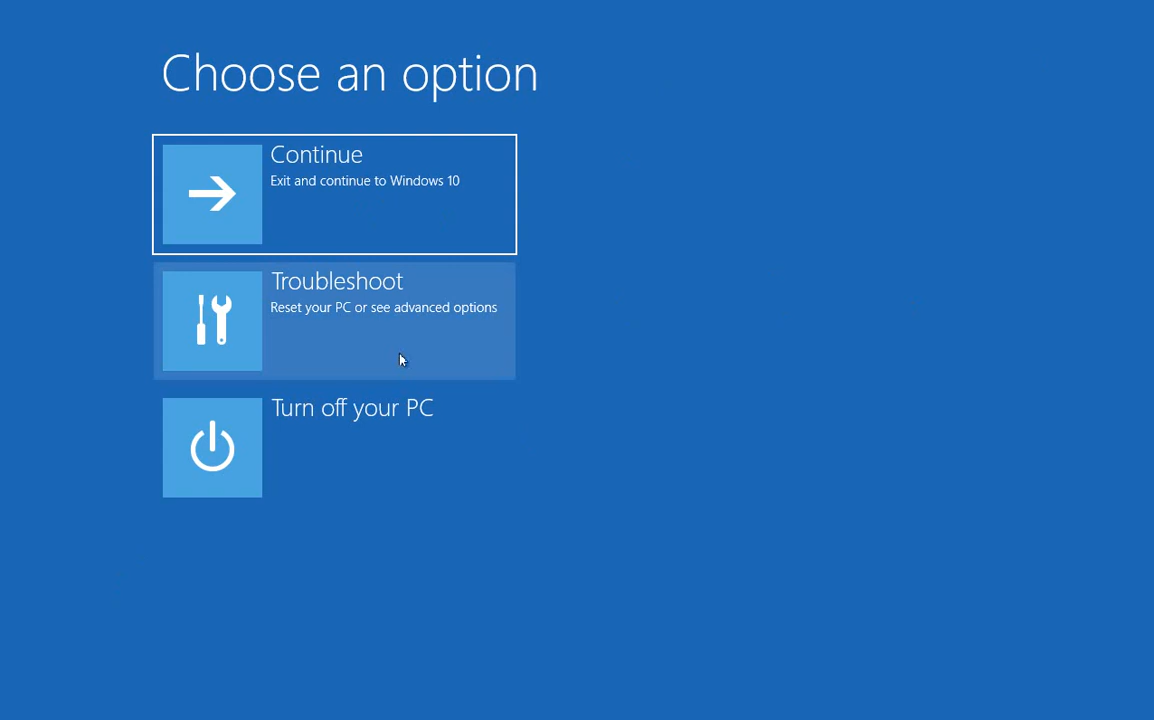 Choose an option
Continue
Exit and continue to Windows 10
Troubleshoot
Reset your PC or see advanced options
Turn off your PC